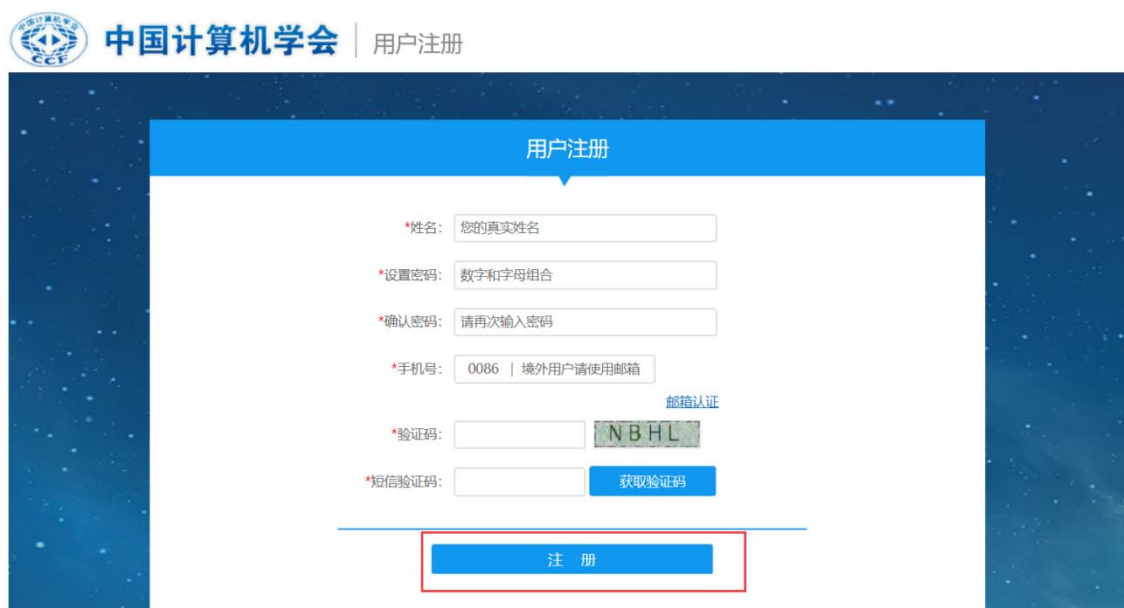 中国计算机学会 | 用户注册
CCF
用户注册
*姓名: 您的真实姓名
*设置密码: 数字和字母组合
*确认密码: 请再次输入密码
*手机号: 0086 | 境外用户请使用邮箱
邮箱认证
*验证码: NBHL
*短信验证码: 获取验证码
注 册